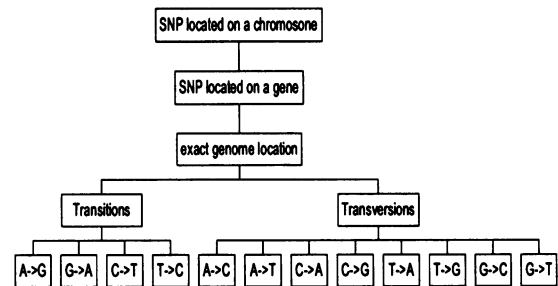 SNP located on a chromosone
SNP located on a gene
exact genome location
Transitions
Transversions
A->G G->A C->T T->C A->C A->T C->A C->G T->A T->G G->C G->T